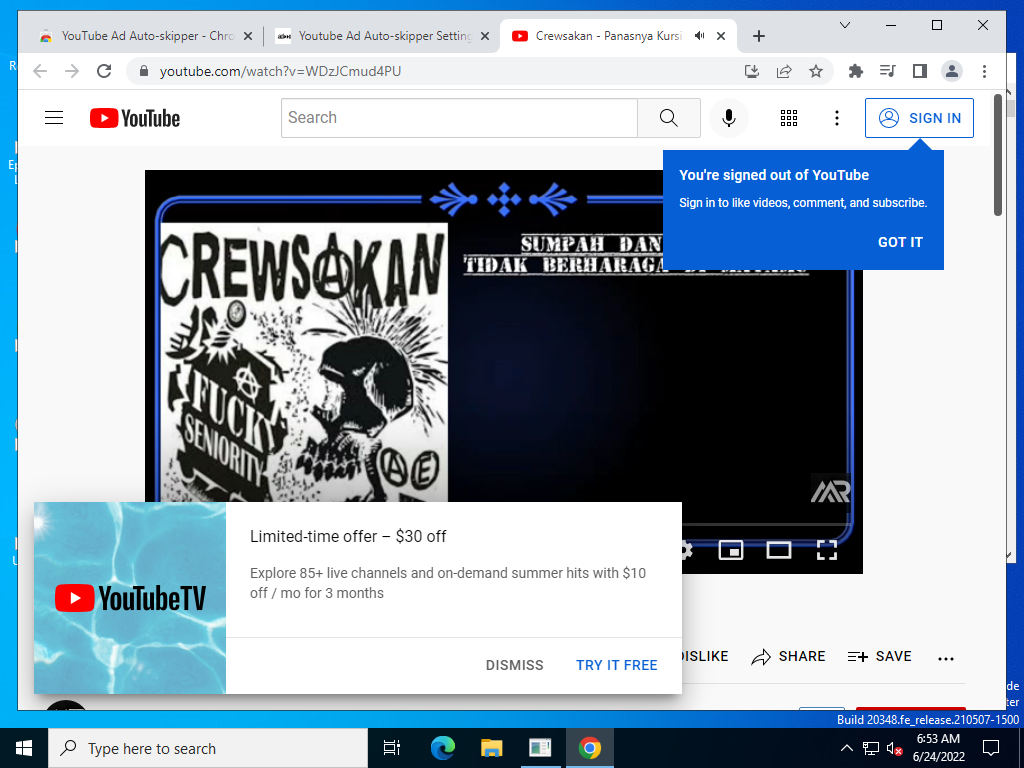 YouTube Ad Auto-skipper - Chro
Youtube Ad Auto-skipper Setting
Crewsakan - Panasnya Kursi
youtube.com/watch?v=WDzJCmud4PU
YouTube
Search
SIGN IN
You're signed out of YouTube
Sign in to like videos, comment, and subscribe.
GOT IT
CREWSAKAN
IS
FUCK
SENIORITY
SUMPAH DAN
TIDAK BERHARAGA
Limited-time offer – $30 off
Explore 85+ live channels and on-demand summer hits with $10
off / mo for 3 months
YouTubeTV
DISMISS
TRY IT FREE
DISLIKE
SHARE
SAVE
Build 20348.fe_release.210507-1500
Type here to search
6:53 AM
6/24/2022